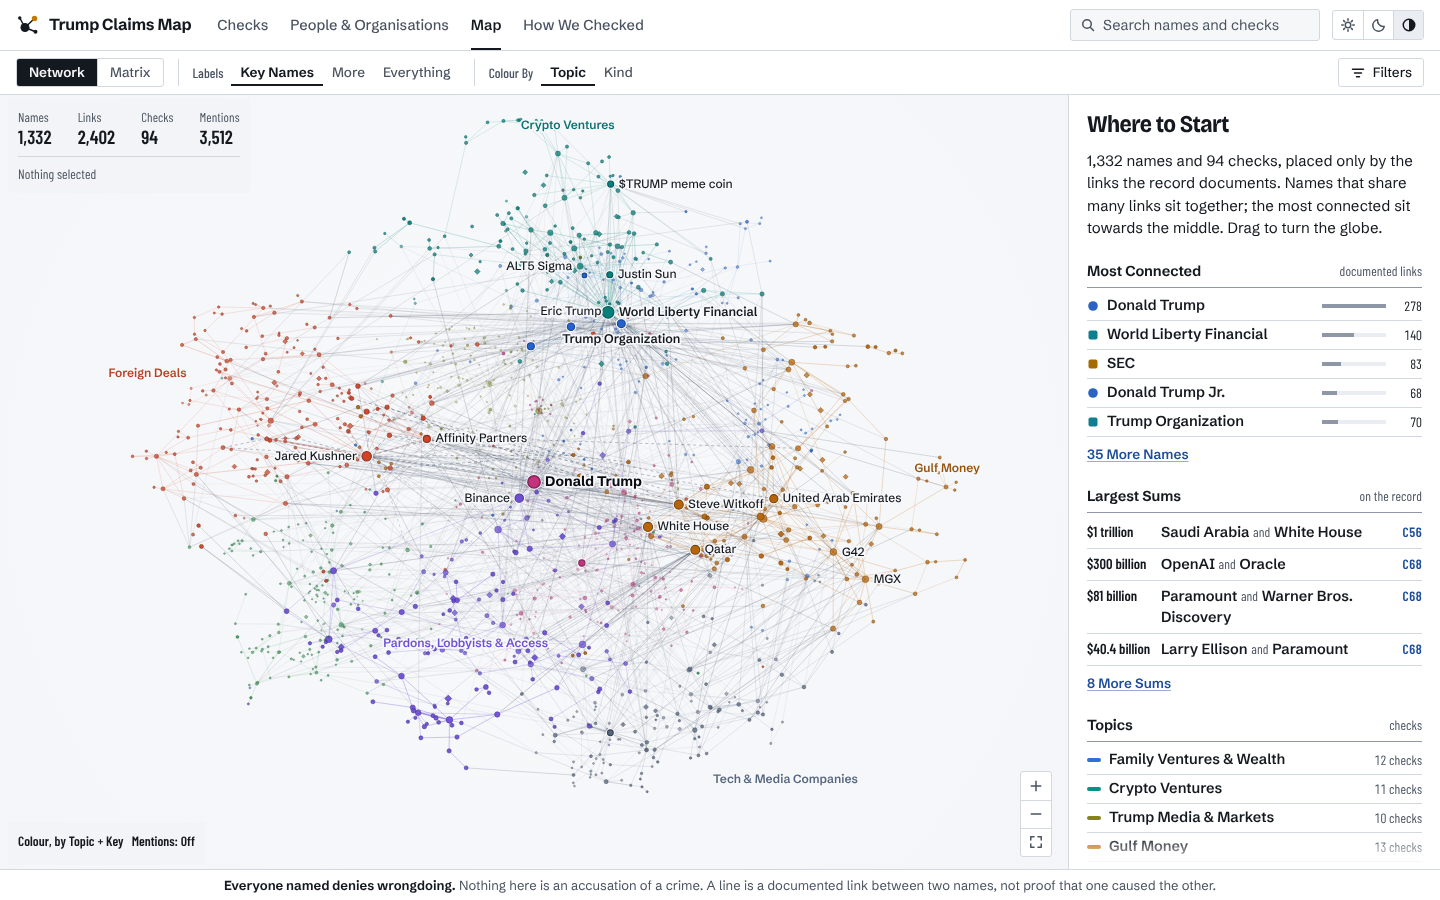 Trump Claims Map
Checks
People & Organisations
Map
How We Checked
Search names and checks
Network
Matrix
Labels
Key Names
More
Everything
Colour By
Topic
Kind
Filters
Names
Links
Checks
Mentions
1,332
2,402
94
3,512
Nothing selected
Crypto Ventures
$TRUMP meme coin
ALT5 Sigma
Justin Sun
Eric Trump
World Liberty Financial
Trump Organization
Foreign Deals
Affinity Partners
Jared Kushner
Gulf Money
Donald Trump
Binance
Steve Witkoff
United Arab Emirates
White House
Qatar
G42
MGX
Pardons, Lobbyists & Access
Tech & Media Companies
Colour, by Topic + Key
Mentions: Off
Where to Start
1,332 names and 94 checks, placed only by the
links the record documents. Names that share
many links sit together; the most connected sit
towards the middle. Drag to turn the globe.
Most Connected
documented links
Donald Trump 278
World Liberty Financial 140
SEC 83
Donald Trump Jr. 68
Trump Organization 70
35 More Names
Largest Sums
on the record
$1 trillion Saudi Arabia and White House C56
$300 billion OpenAI and Oracle C68
$81 billion Paramount and Warner Bros. C68
Discovery
$40.4 billion Larry Ellison and Paramount C68
8 More Sums
Topics
checks
Family Ventures & Wealth 12 checks
Crypto Ventures 11 checks
Trump Media & Markets 10 checks
Gulf Money 13 checks
Everyone named denies wrongdoing. Nothing here is an accusation of a crime. A line is a documented link between two names, not proof that one caused the other.